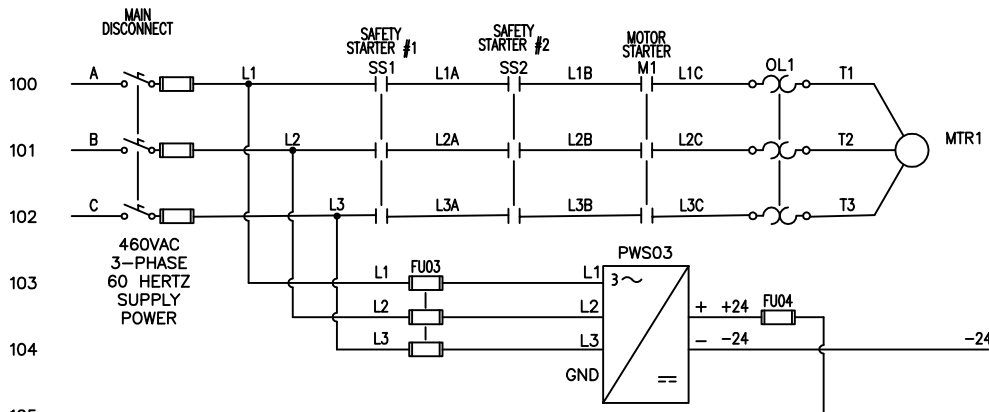 MAIN
DISCONNECT
SAFETY
STARTER #1
SS1
SAFETY
STARTER #2
SS2
MOTOR
STARTER
M1
OL1
100 A L1 L1A L1B L1C T1
101 B L2 L2A L2B L2C T2 MTR1
102 C L3 L3A L3B L3C T3
460VAC
3-PHASE
60 HERTZ
SUPPLY
POWER
PWS03
103 L1 FU03 L1 3~
L2 L2 + +24 FU04
104 L3 L3 - -24 -24
GND